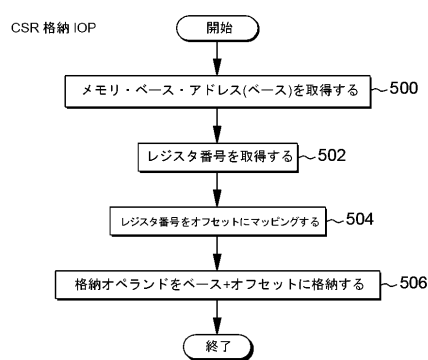 CSR 格納 IOP
開始
メモリ・ベース・アドレス(ベース)を取得する 500
レジスタ番号を取得する 502
レジスタ番号をオフセットにマッピングする 504
格納オペランドをベース+オフセットに格納する 506
終了